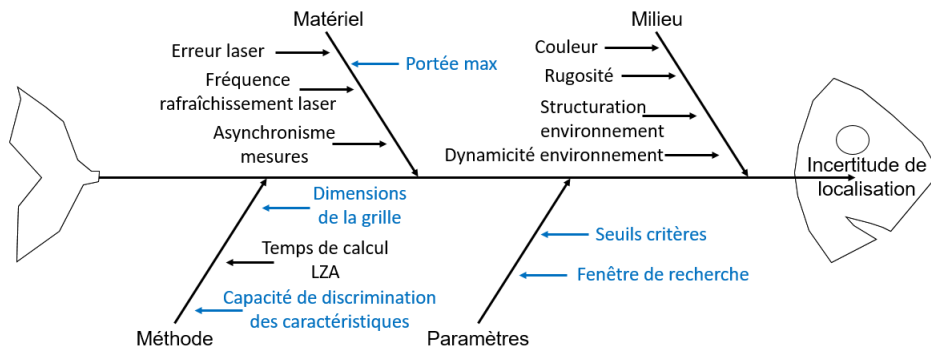 Matériel
Milieu
Erreur laser
Portée max
Fréquence
rafraîchissement laser
Asynchronisme
mesures
Couleur
Rugosité
Structuration
environnement
Dynamicité environnement
Incertitude de
localisation
Dimensions
de la grille
Temps de calcul
LZA
Capacité de discrimination
des caractéristiques
Seuils critères
Fenêtre de recherche
Méthode
Paramètres